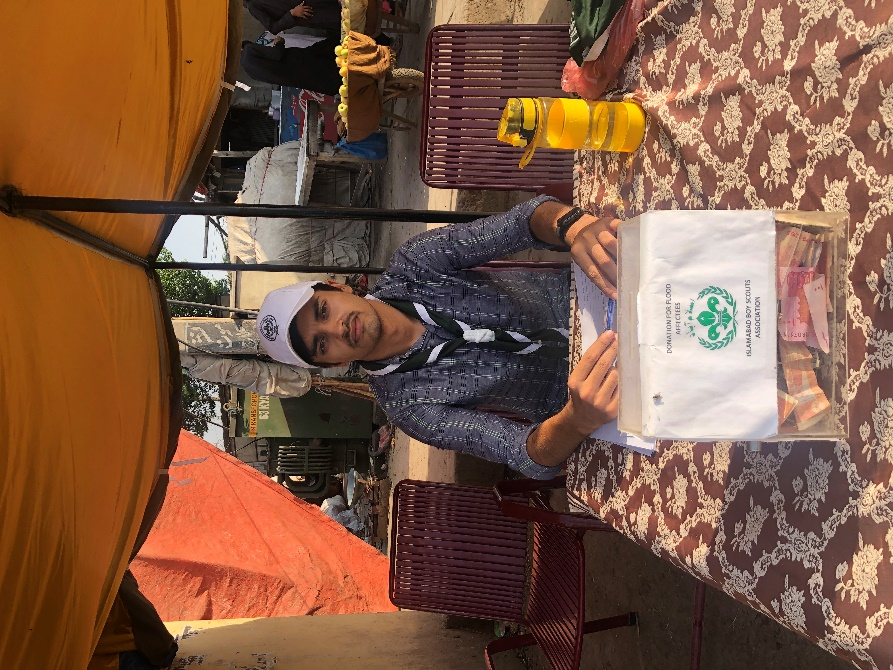 DONATION FOR FLOOD
AFFECTEES
ISLAMABAD BOY SCOUTS
ASSOCIATION